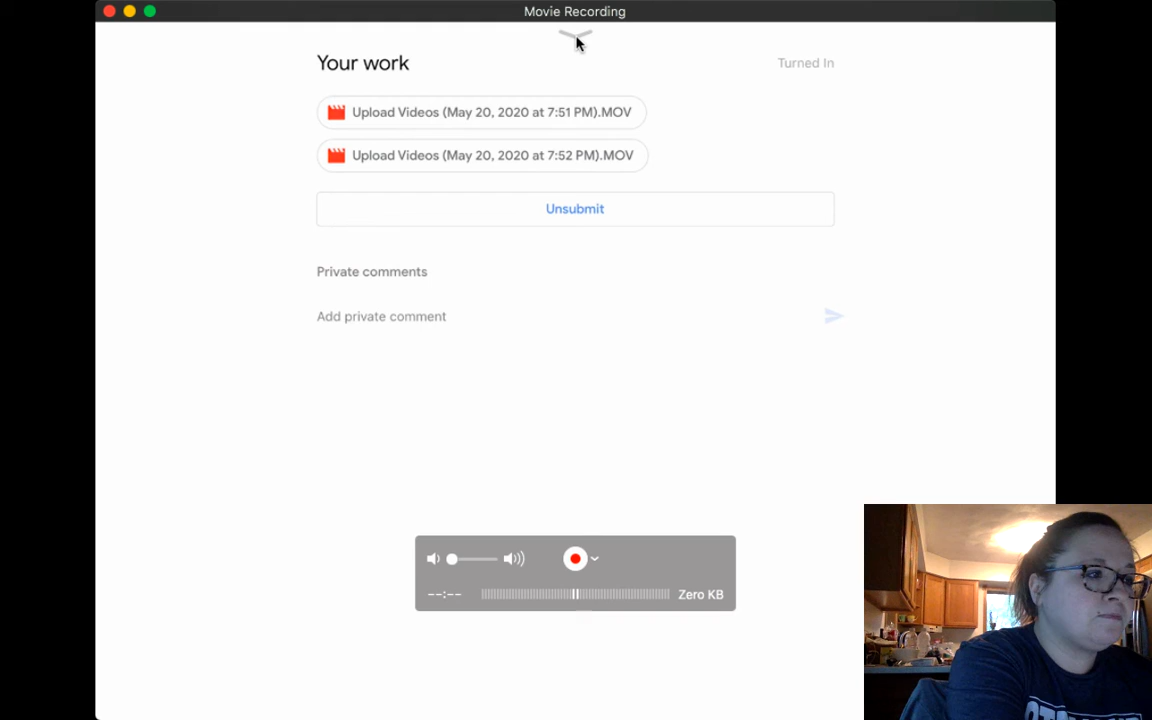 Movie Recording
Your work
Turned In
Upload Videos (May 20, 2020 at 7:51 PM).MOV
Upload Videos (May 20, 2020 at 7:52 PM).MOV
Unsubmit
Private comments
Add private comment
--:--
Zero KB